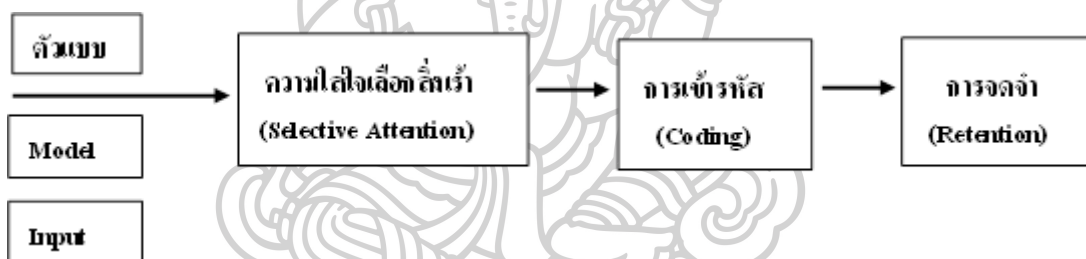 ตัวแบบ
Model
Input
ความใส่ใจเลือกสิ่งเร้า
(Selective Attention)
การเข้ารหัส
(Coding)
การจดจำ
(Retention)